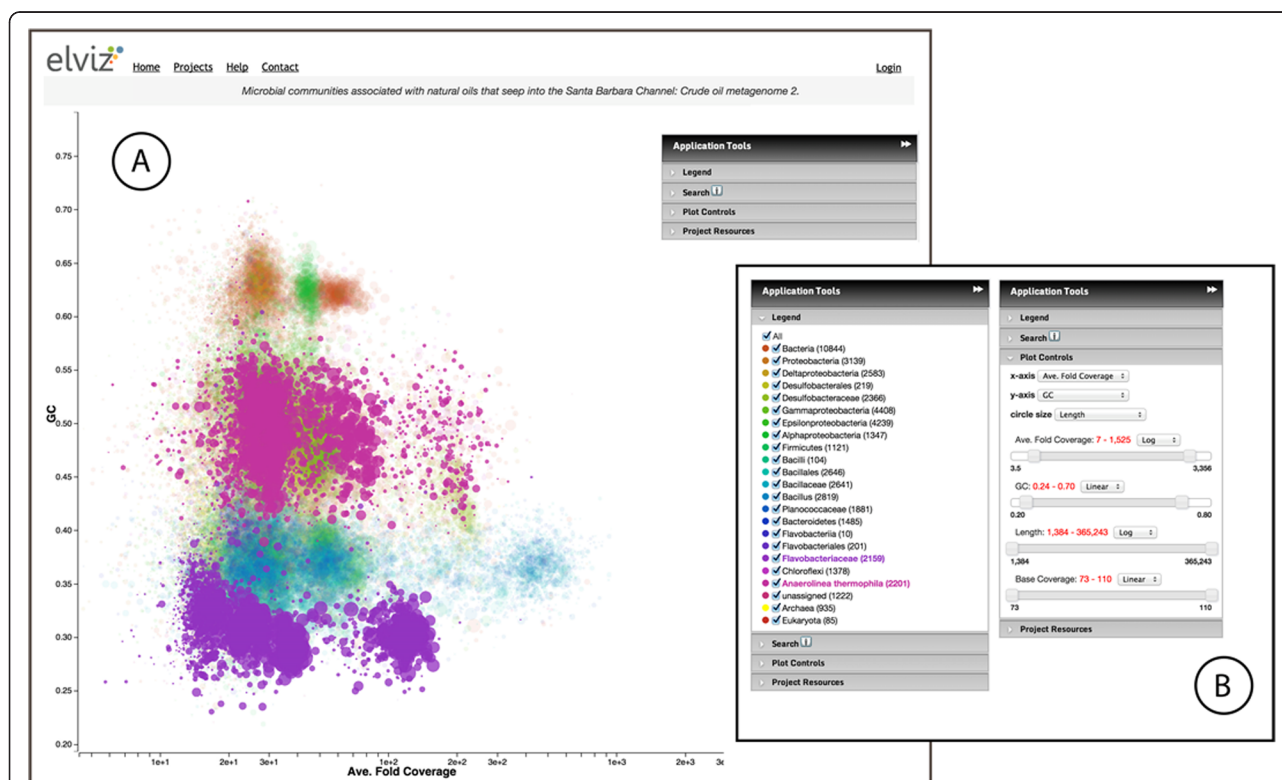 elviz
Home Projects Help Contact
Login
Microbial communities associated with natural oils that seep into the Santa Barbara Channel: Crude oil metagenome 2.
A
0.75
0.70
0.65
0.60
0.55
0.50
0.45
0.40
0.35
0.30
0.25
0.20
GC
1e+1 2e+1 3e+1 1e+2 2e+2 3e+2 1e+3 2e+3
Ave. Fold Coverage
Application Tools
Legend
Search i
Plot Controls
Project Resources
Application Tools
Legend
All
Bacteria (10844)
Proteobacteria (3139)
Deltaproteobacteria (2583)
Desulfobacterales (219)
Desulfobacteraceae (2366)
Gammaproteobacteria (4408)
Epsilonproteobacteria (4239)
Alphaproteobacteria (1347)
Firmicutes (1121)
Bacilli (104)
Bacillales (2646)
Bacillaceae (2641)
Bacillus (2819)
Planococcaceae (1881)
Bacteroidetes (1485)
Flavobacteriia (10)
Flavobacteriales (201)
Flavobacteriaceae (2159)
Chloroflexi (1378)
Anaerolinea thermophila (2201)
unassigned (1222)
Archaea (935)
Eukaryota (85)
Search i
Plot Controls
Project Resources
Application Tools
Legend
Search i
Plot Controls
x-axis Ave. Fold Coverage
y-axis GC
circle size Length
Ave. Fold Coverage: 7 - 1,525 Log
3.5 3,356
GC: 0.24 - 0.70 Linear
0.20 0.80
Length: 1,384 - 365,243 Log
1,384 365,243
Base Coverage: 73 - 110 Linear
73 110
Project Resources
B